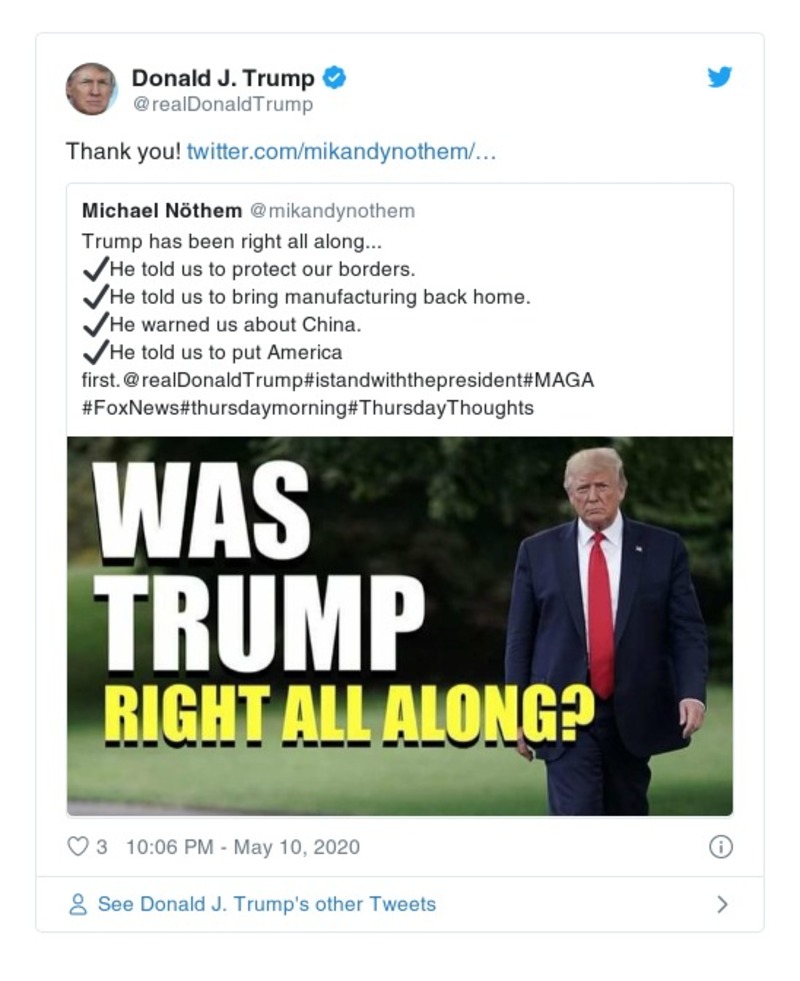 Donald J. Trump
@realDonaldTrump
Thank you! twitter.com/mikandynothem/…
Michael Nöthem @mikandynothem
Trump has been right all along...
✔He told us to protect our borders.
✔He told us to bring manufacturing back home.
✔He warned us about China.
✔He told us to put America
first.@realDonaldTrump#istandwiththepresident#MAGA
#FoxNews#thursdaymorning#ThursdayThoughts
WAS
TRUMP
RIGHT ALL ALONG?
3 10:06 PM - May 10, 2020
See Donald J. Trump's other Tweets